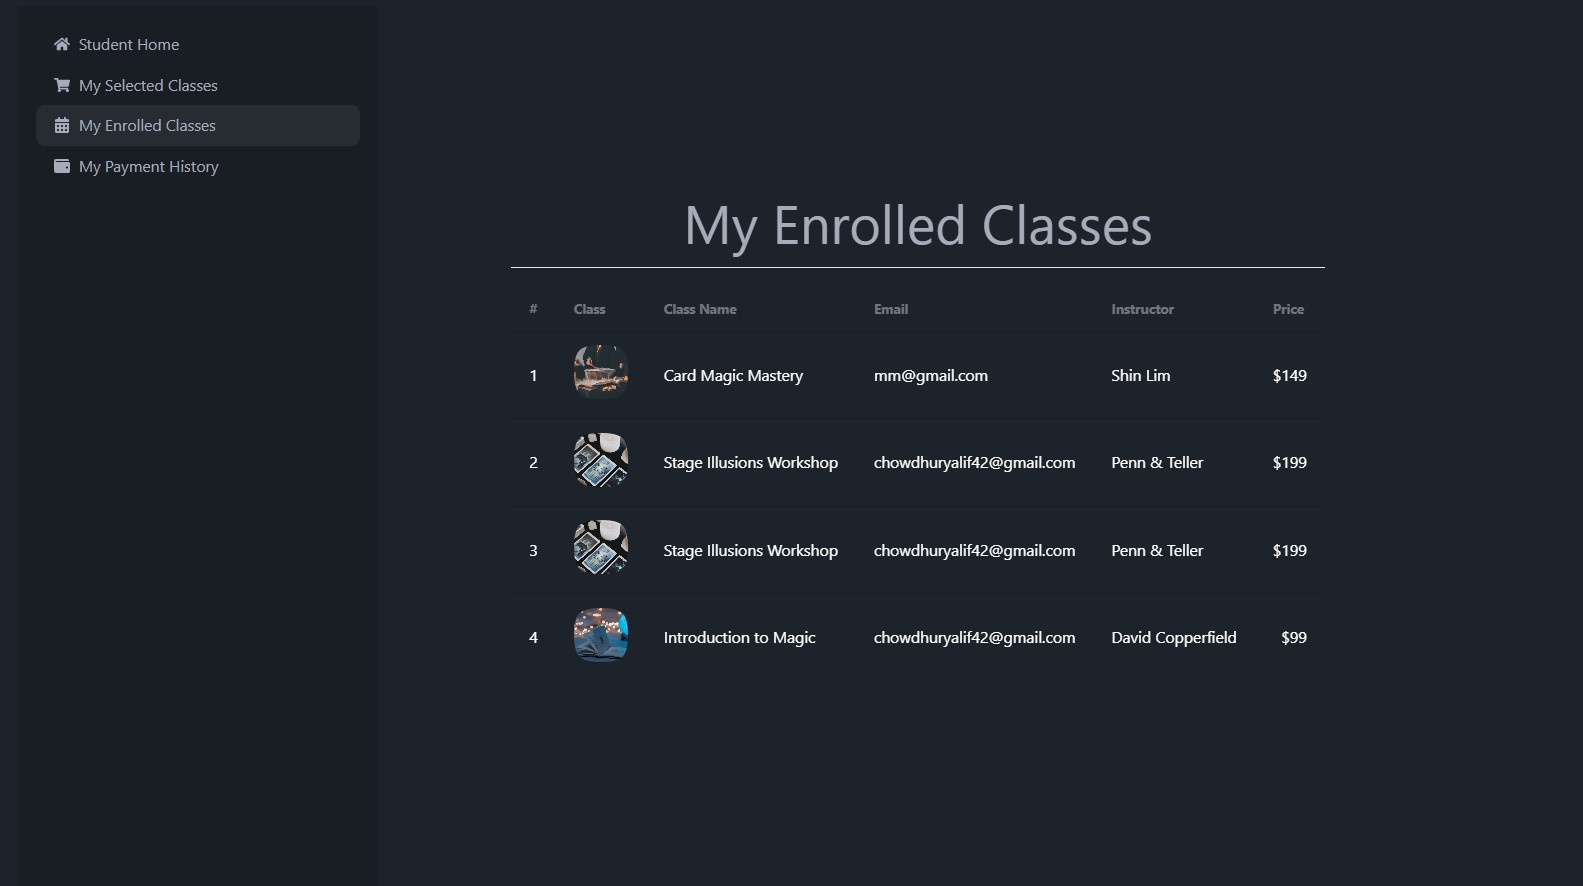 Student Home
My Selected Classes
My Enrolled Classes
My Payment History
My Enrolled Classes
# Class Class Name Email Instructor Price
1 Card Magic Mastery mm@gmail.com Shin Lim $149
2 Stage Illusions Workshop chowdhuryalif42@gmail.com Penn & Teller $199
3 Stage Illusions Workshop chowdhuryalif42@gmail.com Penn & Teller $199
4 Introduction to Magic chowdhuryalif42@gmail.com David Copperfield $99